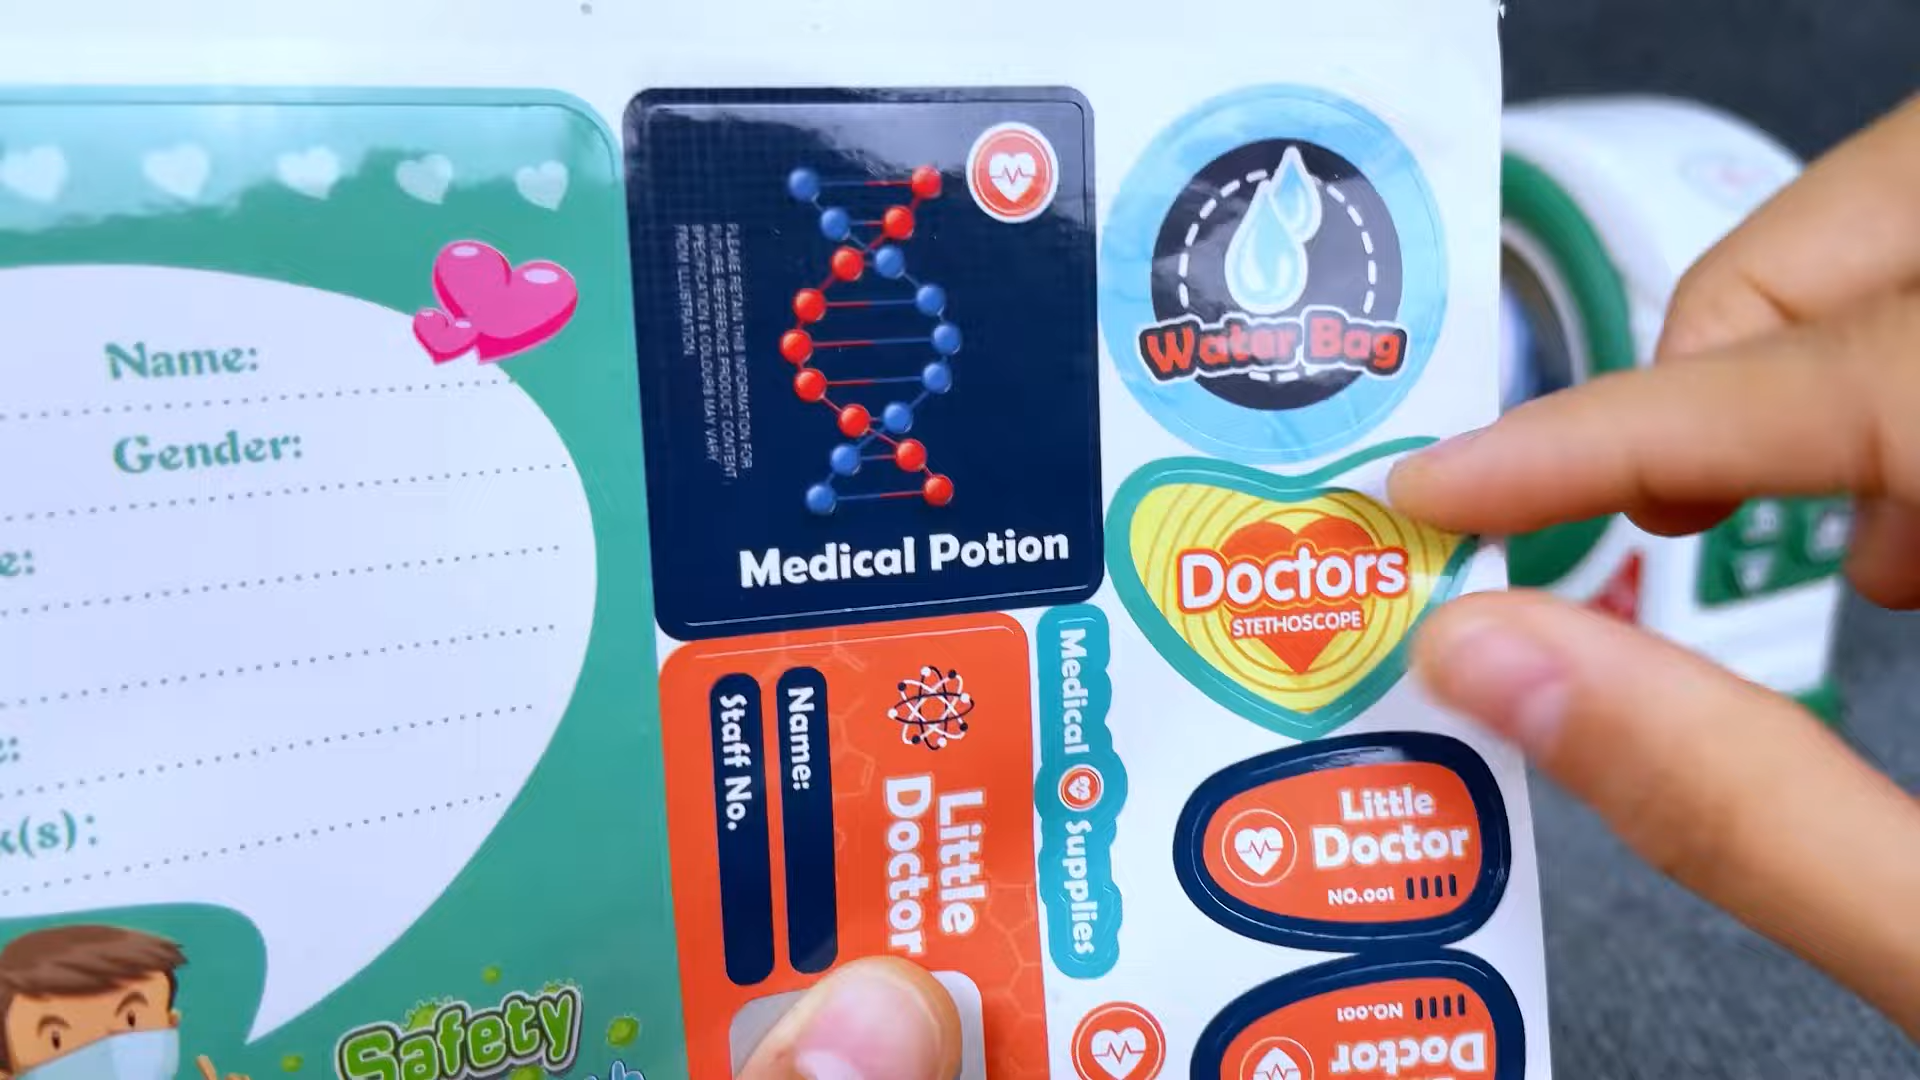 Name:
Gender:
e:
e:
k(s):
Safety
PLEASE RETAIN THIS INFORMATION FOR
FUTURE REFERENCE PRODUCT CONTENT
SPECIFICATION & COLOURS MAY VARY
FROM ILLUSTRATION.
Medical Potion
Water Bag
Doctors
STETHOSCOPE
Little
Doctor
Name:
Staff No.
Medical Supplies
Little
Doctor
NO.001
NO.001
Doctor